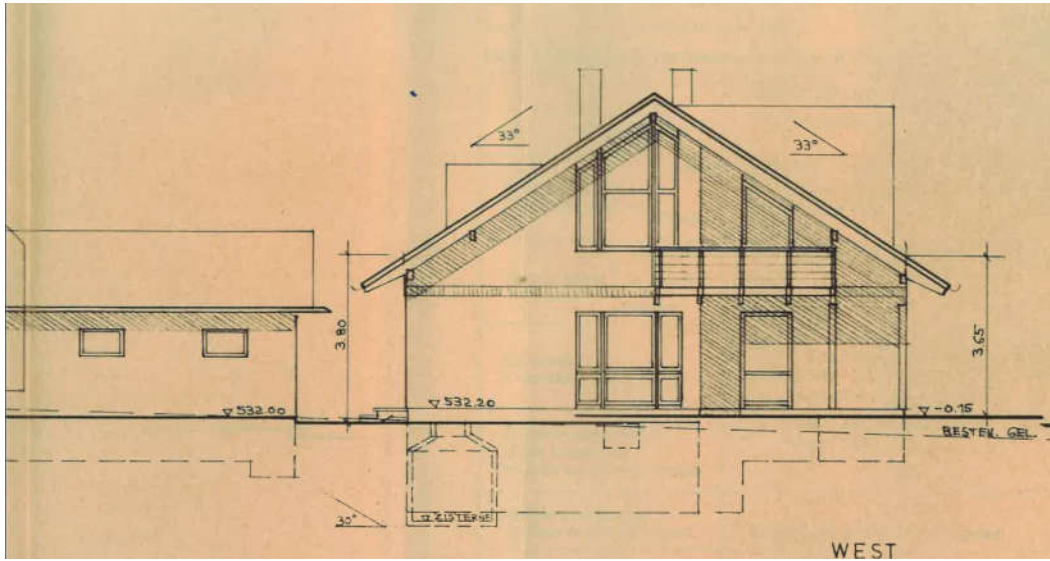 33°
33°
3.80
3.65
532.00
532.20
-0.15
BESTEH. GEL.
30°
ZISTERNE
WEST